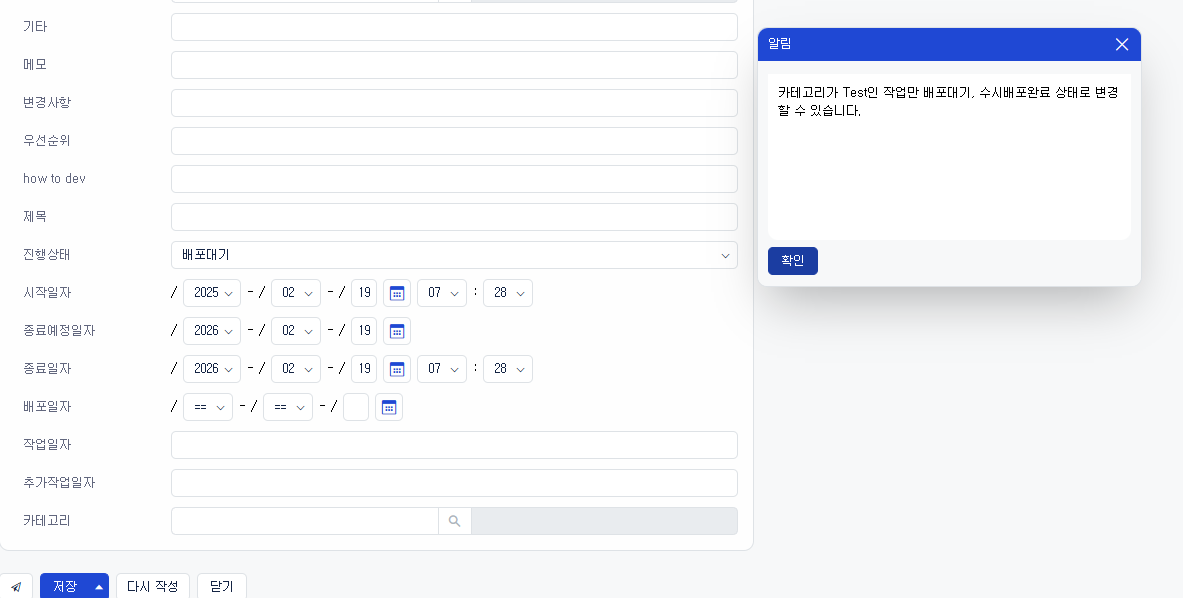 기타
메모
변경사항
우선순위
how to dev
제목
진행상태 배포대기
시작일자 / 2025 - / 02 - / 19 07 : 28
종료예정일자 / 2026 - / 02 - / 19
종료일자 / 2026 - / 02 - / 19 07 : 28
배포일자 / == - / == - /
작업일자
추가작업일자
카테고리
저장 다시 작성 닫기
알림
카테고리가 Test인 작업만 배포대기, 수시배포완료 상태로 변경
할 수 있습니다.
확인